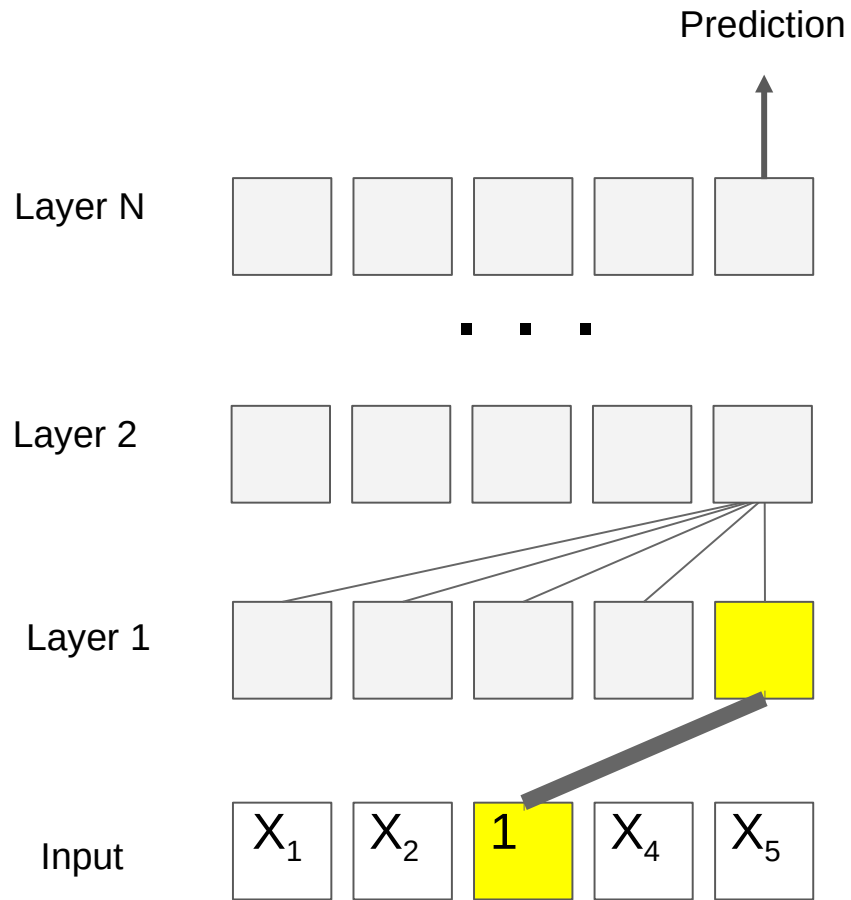 Prediction
Layer N
. . .
Layer 2
Layer 1
Input
X₁ X₂ 1 X₄ X₅